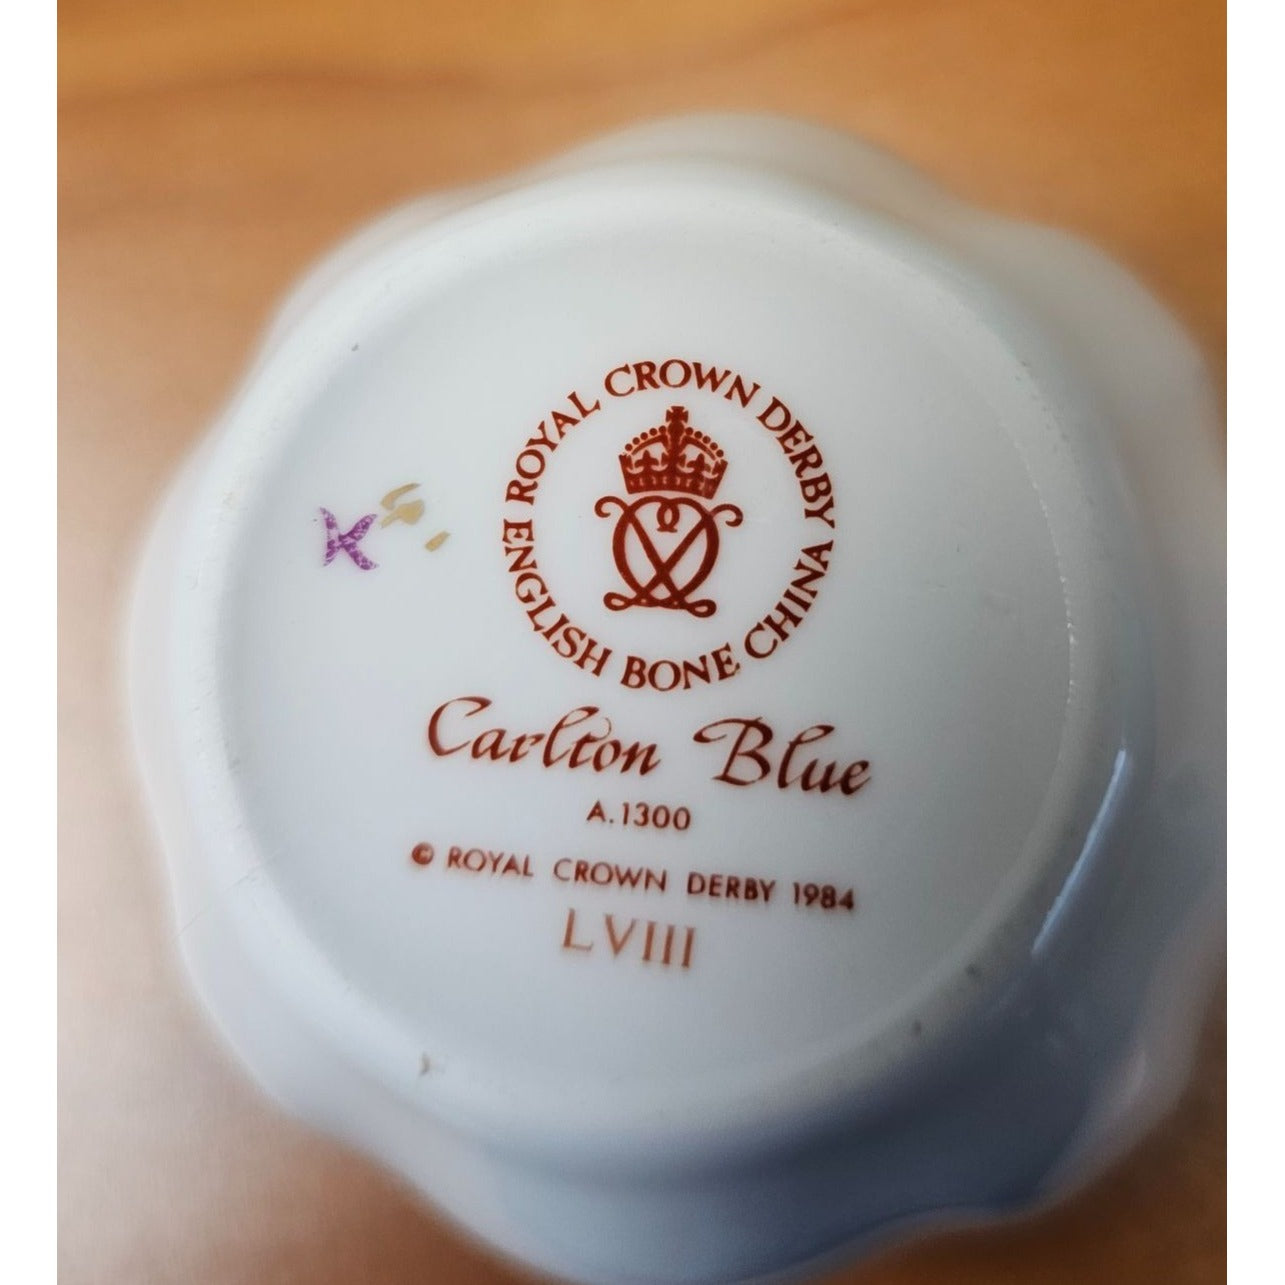 ROYAL CROWN DERBY
ENGLISH BONE CHINA
K
Carlton Blue
A.1300
© ROYAL CROWN DERBY 1984
LVIII